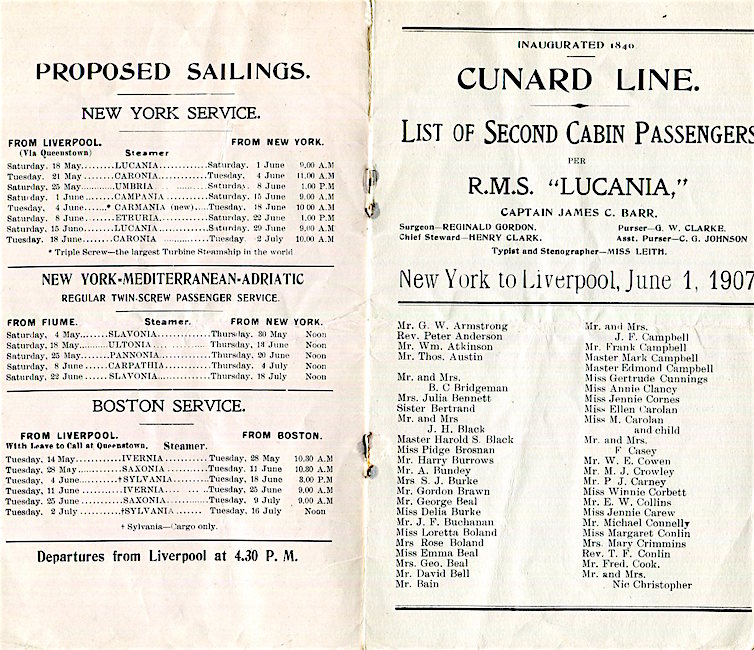 PROPOSED SAILINGS.
NEW YORK SERVICE.
FROM LIVERPOOL. FROM NEW YORK.
(Via Queenstown) Steamer
Saturday, 18 May........LUCANIA............Saturday, 1 June 9.00 A.M
Tuesday, 21 May........CARONIA............Tuesday, 4 June 11.00 A.M
Saturday, 25 May...........UMBRIA ............Saturday, 8 June 1.00 P.M
Saturday, 1 June......CAMPANIA............Saturday, 15 June 9.00 A.M
Tuesday, 4 June......* CARMANIA (new)....Tuesday, 18 June 10.00 A.M
Saturday, 8 June........ETRURIA............Saturday, 22 June 1.00 P.M
Saturday, 15 June........LUCANIA............Saturday, 29 June 9.00 A.M
Tuesday, 18 June........CARONIA ............Tuesday, 2 July 10.00 A.M
* Triple Screw—the largest Turbine Steamship in the world
NEW YORK-MEDITERRANEAN-ADRIATIC
REGULAR TWIN-SCREW PASSENGER SERVICE.
FROM FIUME. Steamer. FROM NEW YORK.
Saturday, 4 May......SLAVONIA............Thursday, 30 May Noon
Saturday, 18 May......ULTONIA............Thursday, 13 June Noon
Saturday, 25 May......PANNONIA............Thursday, 20 June Noon
Saturday, 8 June......CARPATHIA............Thursday, 4 July Noon
Saturday, 22 June......SLAVONIA............Thursday, 18 July Noon
BOSTON SERVICE.
FROM LIVERPOOL. FROM BOSTON.
With Leave to Call at Queenstown. Steamer.
Tuesday, 14 May............IVERNIA............Tuesday, 28 May 10.30 A.M
Tuesday, 28 May............SAXONIA............Tuesday, 11 June 10.30 A.M
Tuesday, 4 June..........†SYLVANIA............Tuesday, 18 June 3.00 P.M
Tuesday, 11 June............IVERNIA............Tuesday, 25 June 9.00 A.M
Tuesday, 25 June............SAXONIA............Tuesday, 9 July 9.00 A.M
Tuesday, 2 July............†SYLVANIA............Tuesday, 16 July Noon
† Sylvania—Cargo only.
Departures from Liverpool at 4.30 P. M.
INAUGURATED 1840
CUNARD LINE.
LIST OF SECOND CABIN PASSENGERS
PER
R.M.S. "LUCANIA,"
CAPTAIN JAMES C. BARR.
Surgeon—REGINALD GORDON. Purser—G. W. CLARKE.
Chief Steward—HENRY CLARK. Asst. Purser—C. G. JOHNSON
Typist and Stenographer—MISS LEITH.
New York to Liverpool, June 1, 1907
Mr. G. W. Armstrong
Rev. Peter Anderson
Mr. Wm. Atkinson
Mr. Thos. Austin
Mr. and Mrs.
B. C Bridgeman
Mrs. Julia Bennett
Sister Bertrand
Mr. and Mrs
J. H. Black
Master Harold S. Black
Miss Pidge Brosnan
Mr. Harry Burrows
Mr. A. Bundey
Mrs S. J. Burke
Mr. Gordon Brawn
Mr. George Beal
Miss Delia Burke
Mr. J. F. Buchanan
Miss Loretta Boland
Mrs Rose Boland
Miss Emma Beal
Mrs. Geo. Beal
Mr. David Bell
Mr. Bain
Mr. and Mrs.
J. F. Campbell
Mr. Frank Campbell
Master Mark Campbell
Master Edmond Campbell
Miss Gertrude Cunnings
Miss Annie Clancy
Miss Jennie Cornes
Miss Ellen Carolan
Miss M. Carolan
and child
Mr. and Mrs.
F Casey
Mr. W. E. Cowen
Mr. M. J. Crowley
Mr. P J. Carney
Miss Winnie Corbett
Mr. E. W. Collins
Miss Jennie Carew
Mr. Michael Connelly
Miss Margaret Conlin
Mrs. Mary Crimmins
Rev. T. F. Conlin
Mr. Fred. Cook.
Mr. and Mrs.
Nic Christopher